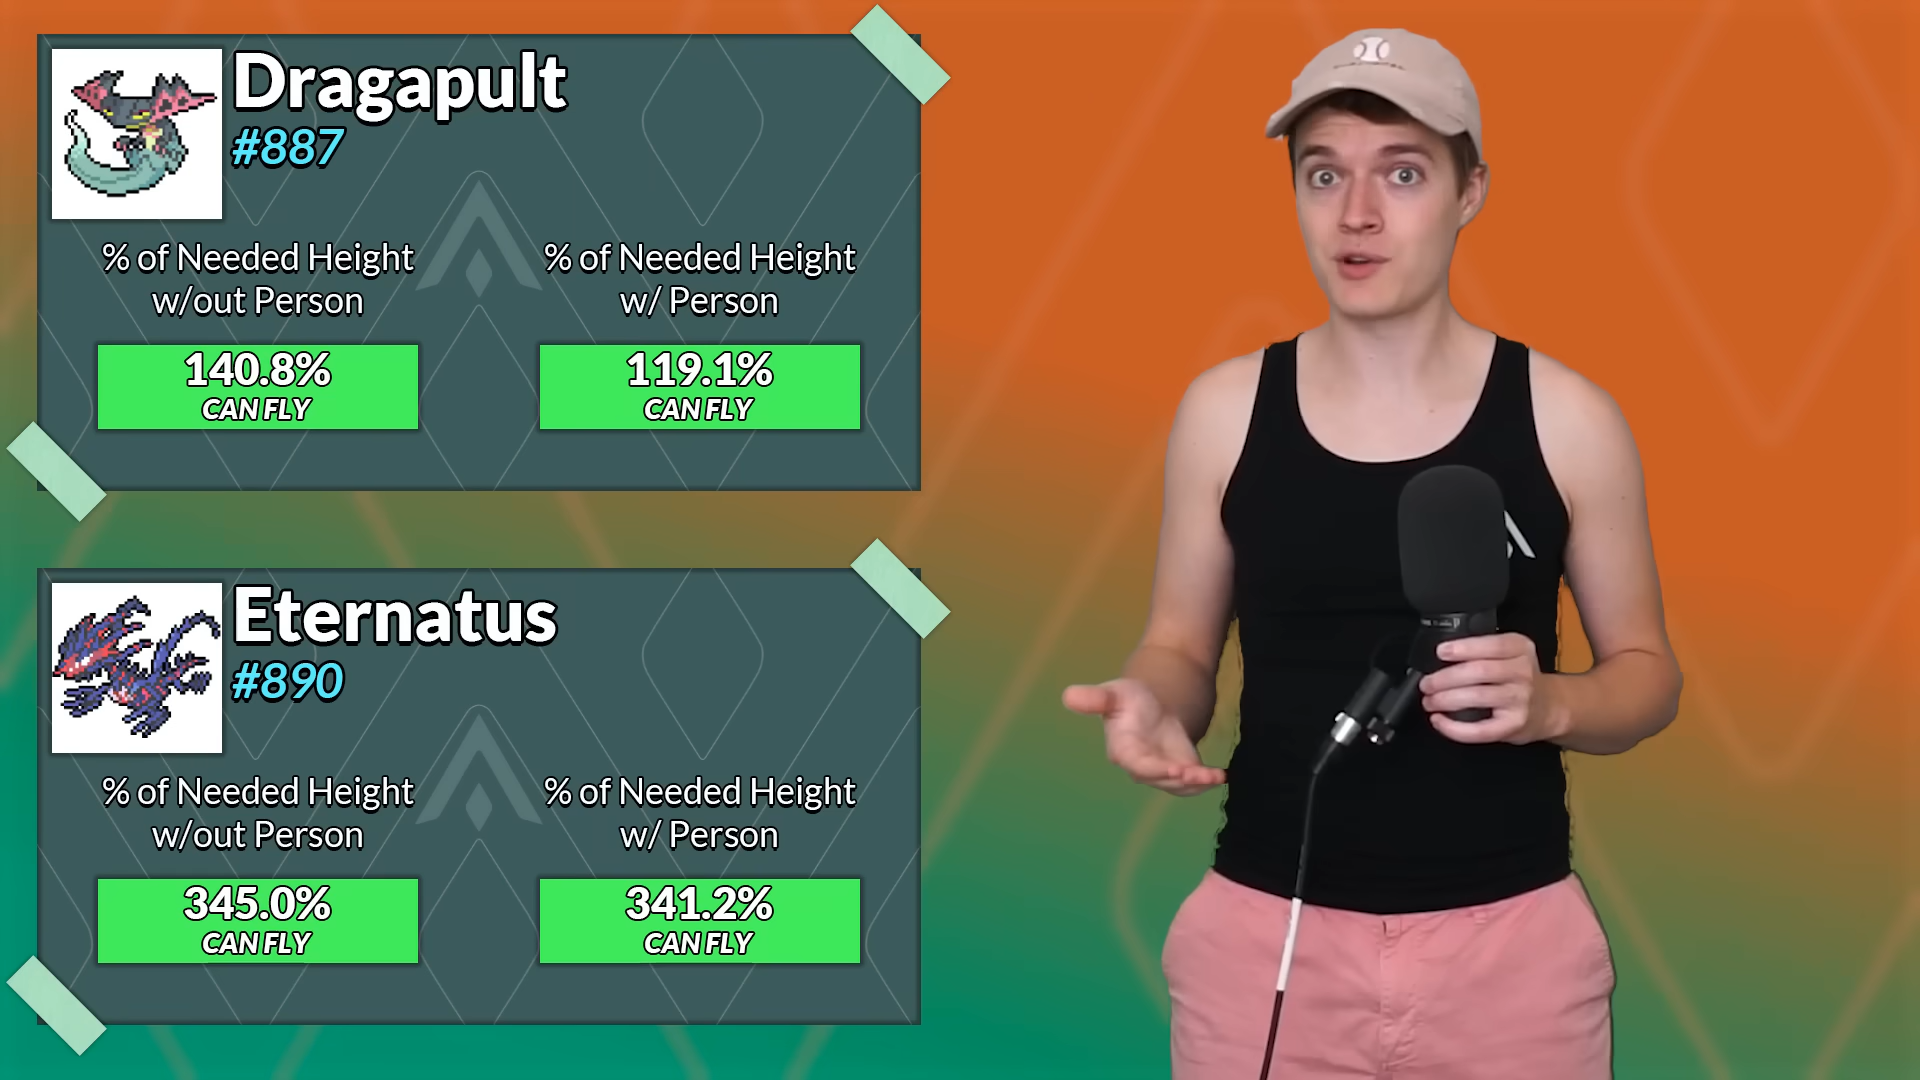 Dragapult
#887
% of Needed Height
w/out Person
140.8%
CAN FLY
% of Needed Height
w/ Person
119.1%
CAN FLY
Eternatus
#890
% of Needed Height
w/out Person
345.0%
CAN FLY
% of Needed Height
w/ Person
341.2%
CAN FLY